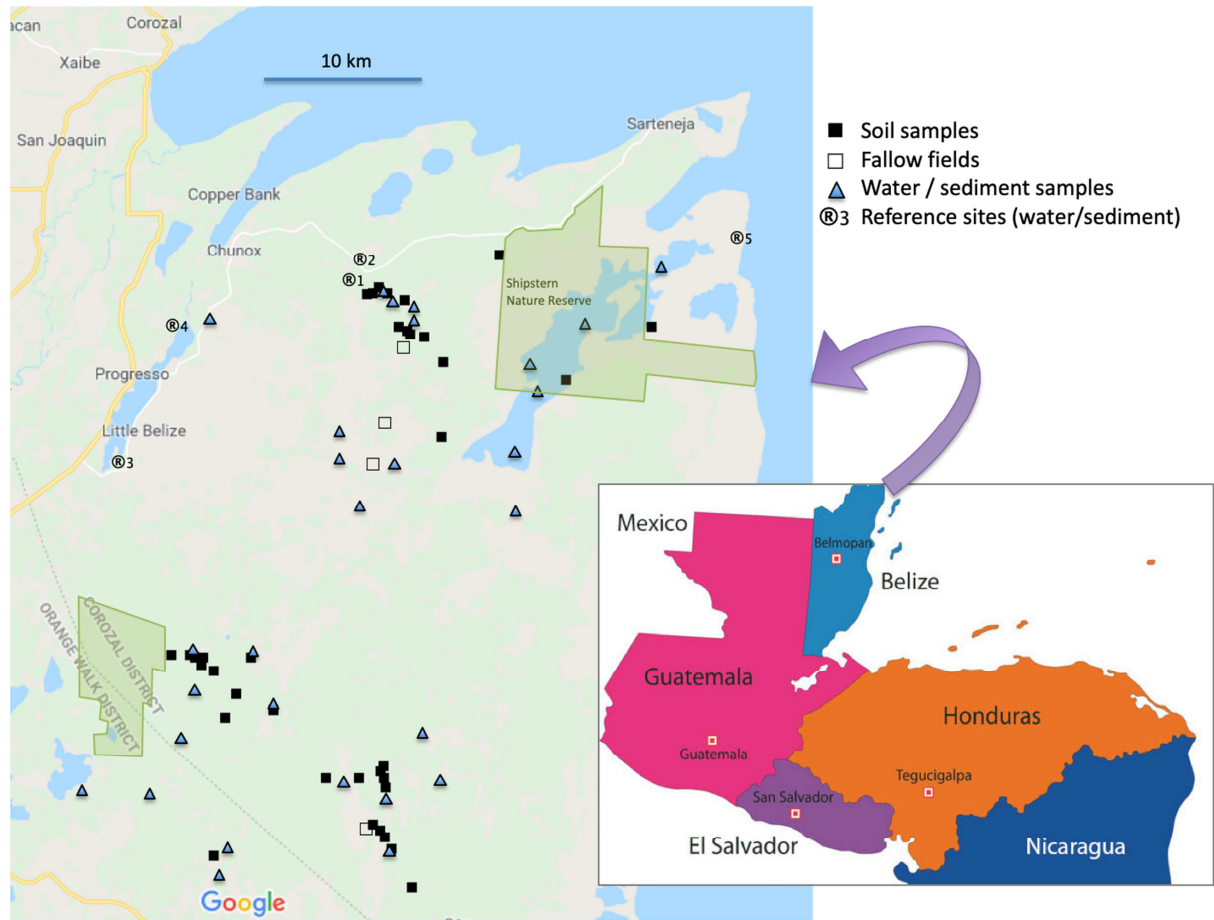 acan
Corozal
Xaibe
10 km
San Joaquin
Sarteneja
Copper Bank
Chunox
Progresso
Little Belize
Shipstern
Nature Reserve
®1
®2
®3
®4
®5
COROZAL DISTRICT
ORANGE WALK DISTRICT
Google
Soil samples
Fallow fields
Water / sediment samples
®3 Reference sites (water/sediment)
Mexico
Belmopan
Belize
Guatemala
Guatemala
Honduras
Tegucigalpa
San Salvador
El Salvador
Nicaragua